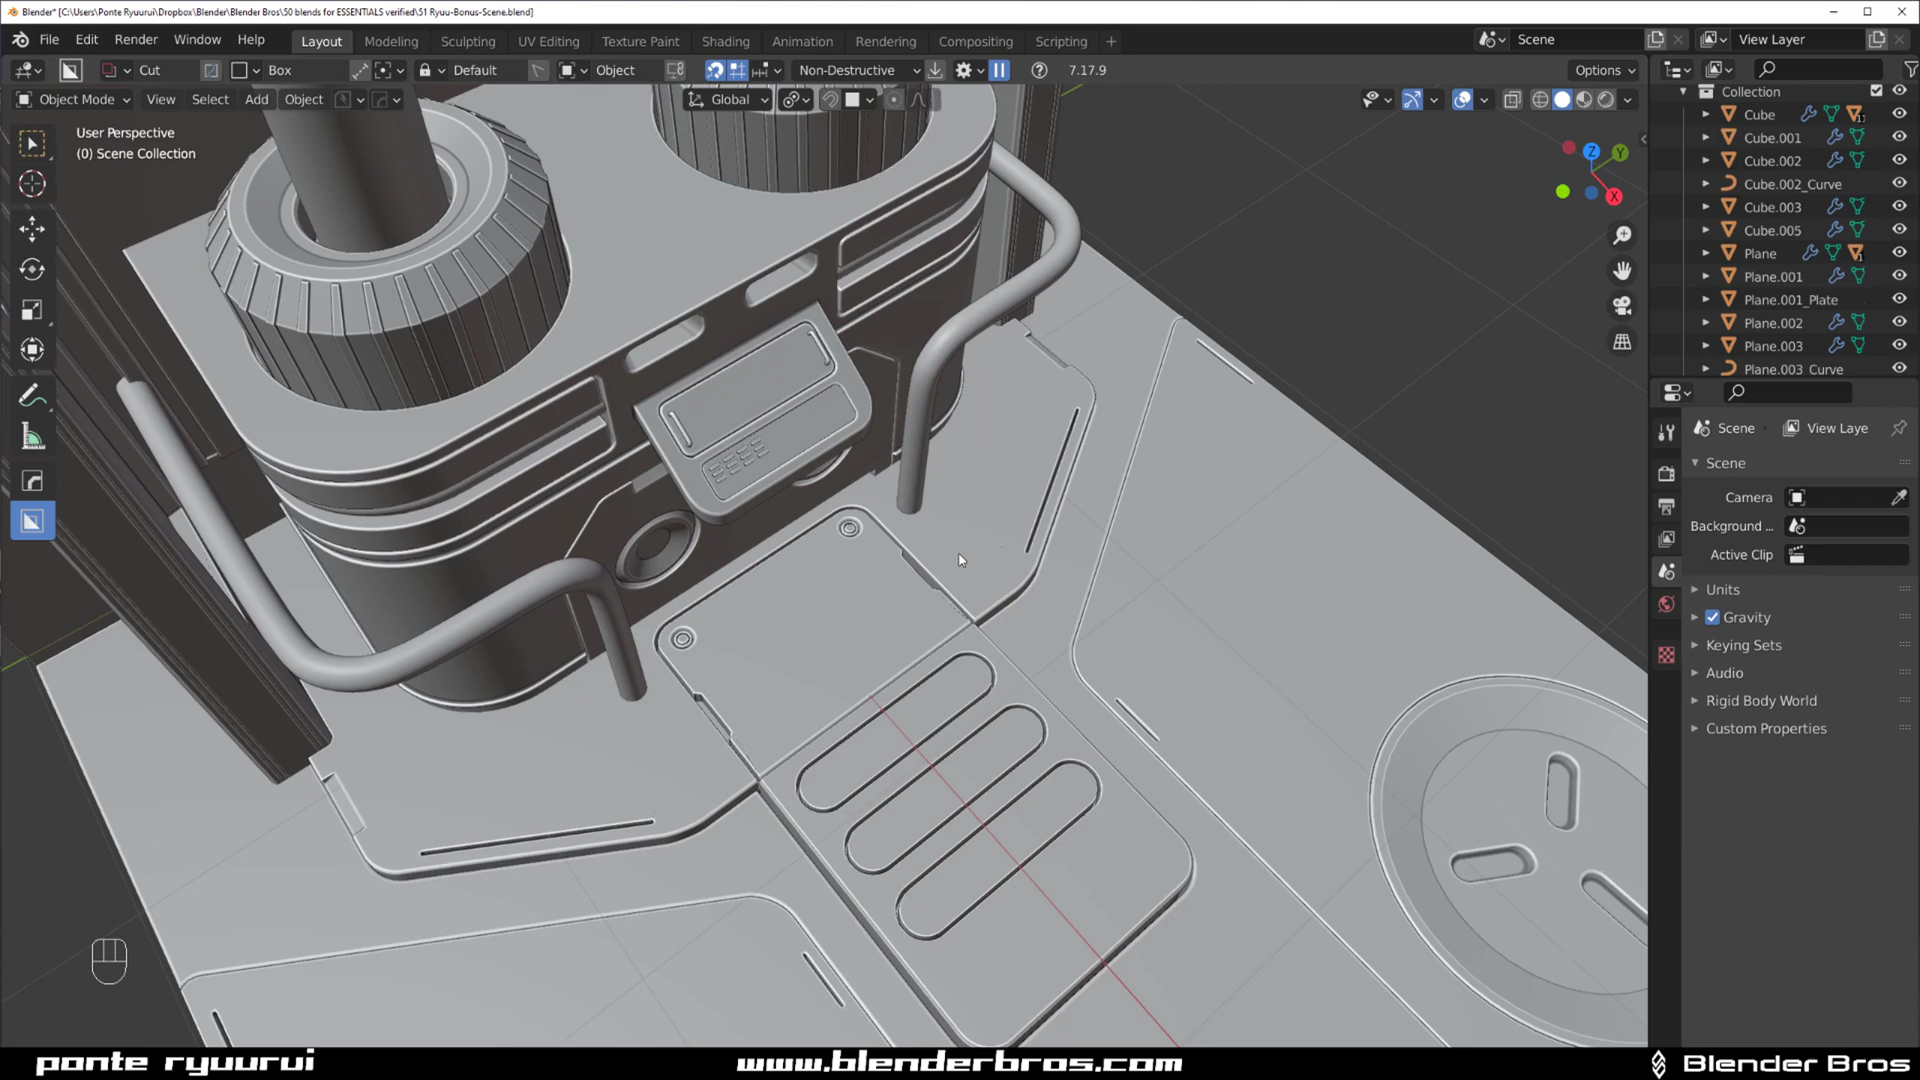 Blender* [C:\Users\Ponte Ryuurui\Dropbox\Blender\Blender Bros\50 blends for ESSENTIALS verified\51 Ryuu-Bonus-Scene.blend]
File Edit Render Window Help Layout Modeling Sculpting UV Editing Texture Paint Shading Animation Rendering Compositing Scripting + Scene View Layer
Cut Box Default Object Non-Destructive 7.17.9 Options
Object Mode View Select Add Object Global
User Perspective
(0) Scene Collection
Z
Y
X
Collection
Cube
Cube.001
Cube.002
Cube.002_Curve
Cube.003
Cube.005
Plane
Plane.001
Plane.001_Plate
Plane.002
Plane.003
Plane.003_Curve
Scene View Laye
Scene
Camera
Background ...
Active Clip
Units
Gravity
Keying Sets
Audio
Rigid Body World
Custom Properties
ponte ryuurui www.blenderbros.com Blender Bros